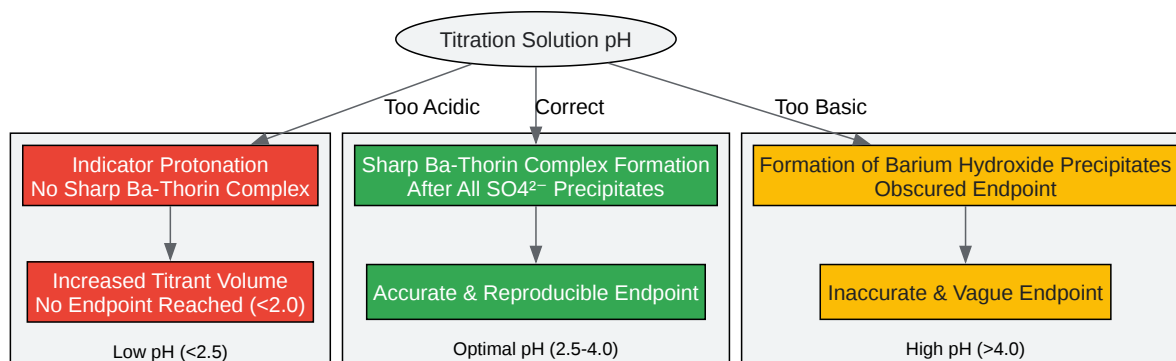 Titration Solution pH
Too Acidic
Correct
Too Basic
Indicator Protonation
No Sharp Ba-Thorin Complex
Sharp Ba-Thorin Complex Formation
After All SO4²⁻ Precipitates
Formation of Barium Hydroxide Precipitates
Obscured Endpoint
Increased Titrant Volume
No Endpoint Reached (<2.0)
Accurate & Reproducible Endpoint
Inaccurate & Vague Endpoint
Low pH (<2.5)
Optimal pH (2.5-4.0)
High pH (>4.0)